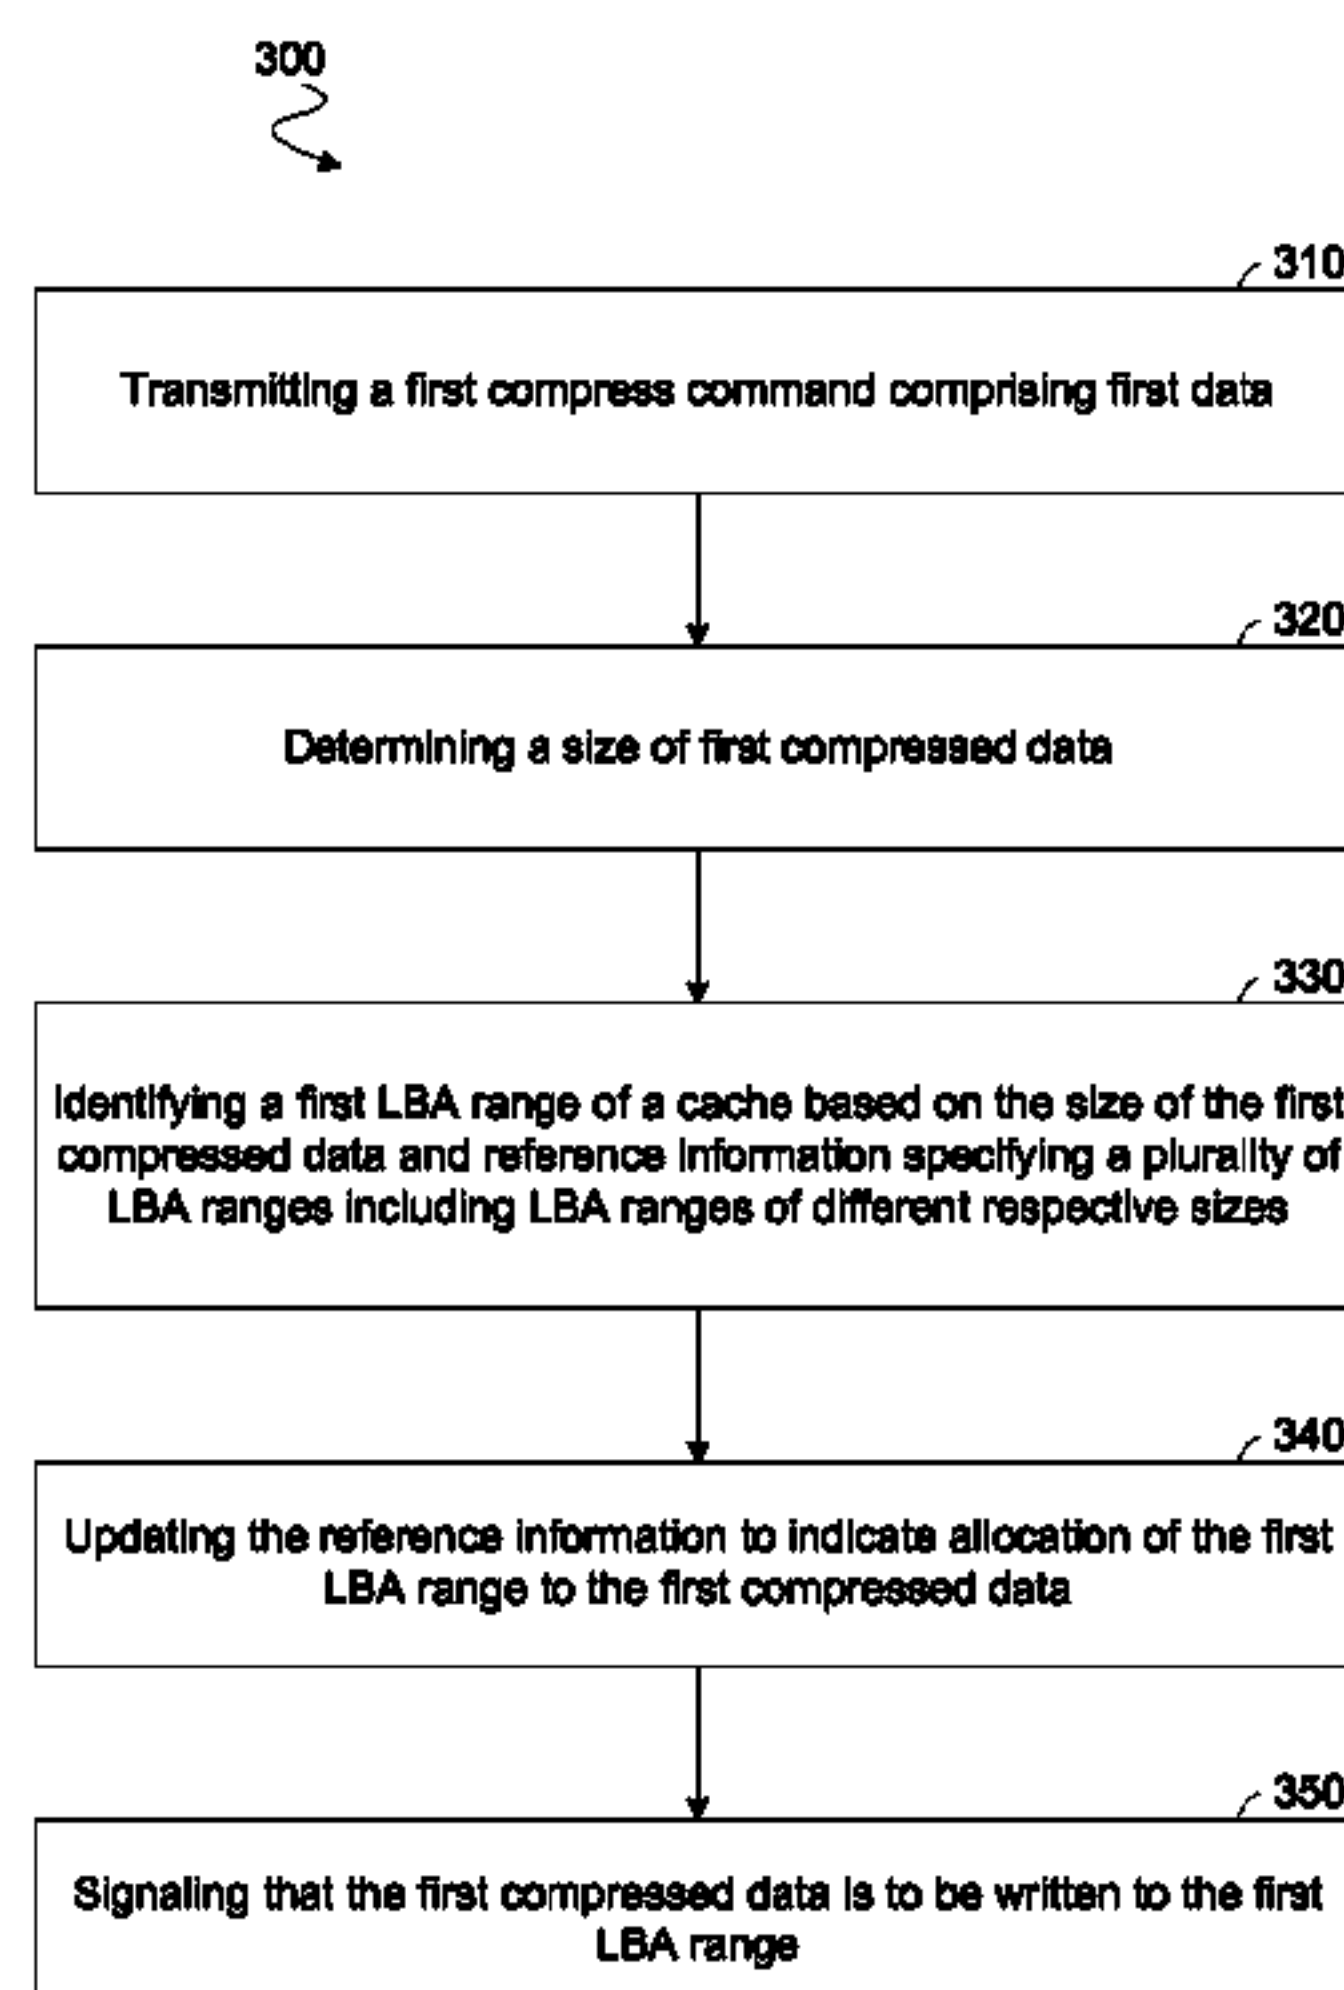 300
310
Transmitting a first compress command comprising first data
320
Determining a size of first compressed data
330
Identifying a first LBA range of a cache based on the size of the first
compressed data and reference information specifying a plurality of
LBA ranges including LBA ranges of different respective sizes
340
Updating the reference information to indicate allocation of the first
LBA range to the first compressed data
350
Signaling that the first compressed data is to be written to the first
LBA range